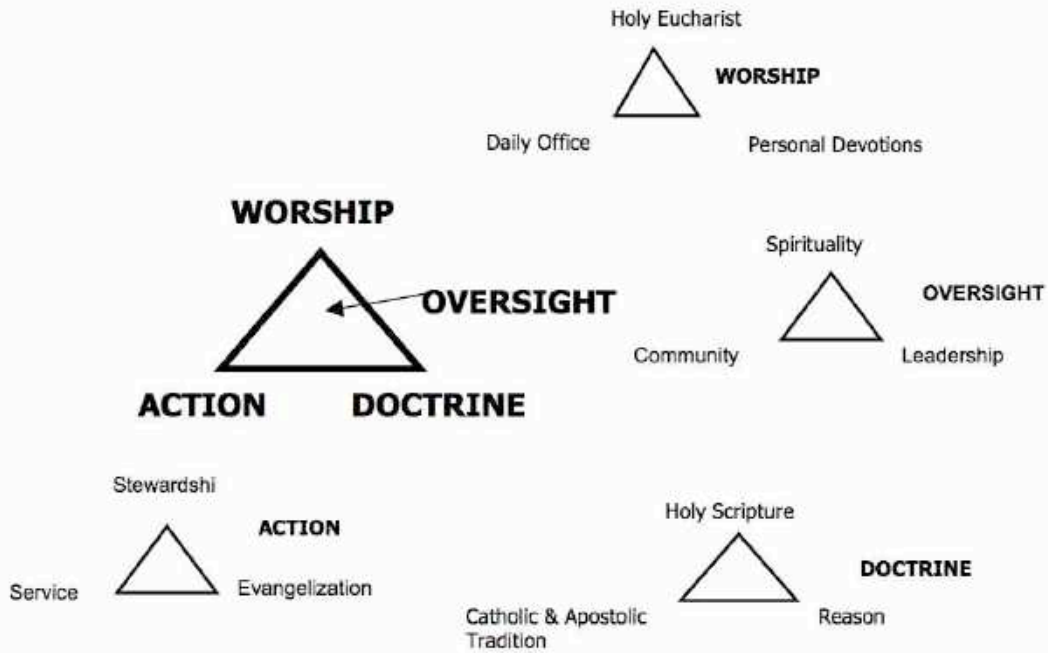 Holy Eucharist
WORSHIP
Daily Office
Personal Devotions
WORSHIP
OVERSIGHT
ACTION
DOCTRINE
Spirituality
OVERSIGHT
Community
Leadership
Stewardshi
ACTION
Service
Evangelization
Holy Scripture
DOCTRINE
Catholic & Apostolic
Tradition
Reason